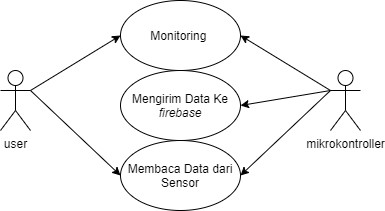 Monitoring
Mengirim Data Ke
firebase
user
mikrokontroller
Membaca Data dari
Sensor